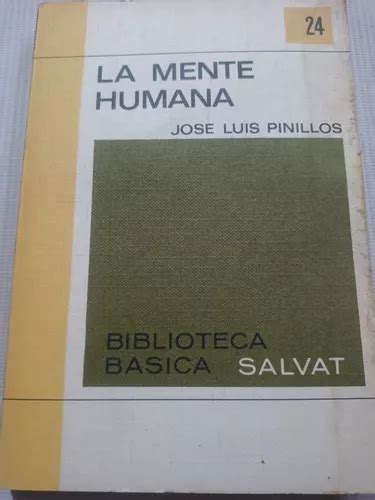 24
LA MENTE
HUMANA
JOSE LUIS PINILLOS
BIBLIOTECA
BASICA SALVAT